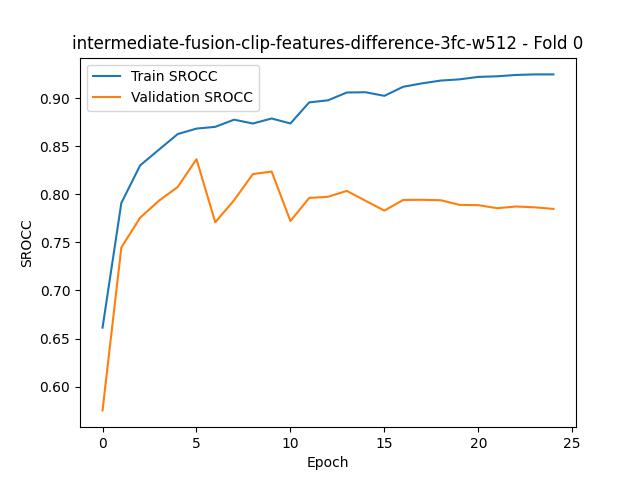 intermediate-fusion-clip-features-difference-3fc-w512 - Fold 0
Train SROCC
Validation SROCC
0.90
0.85
0.80
0.75
0.70
0.65
0.60
SROCC
0 5 10 15 20 25
Epoch